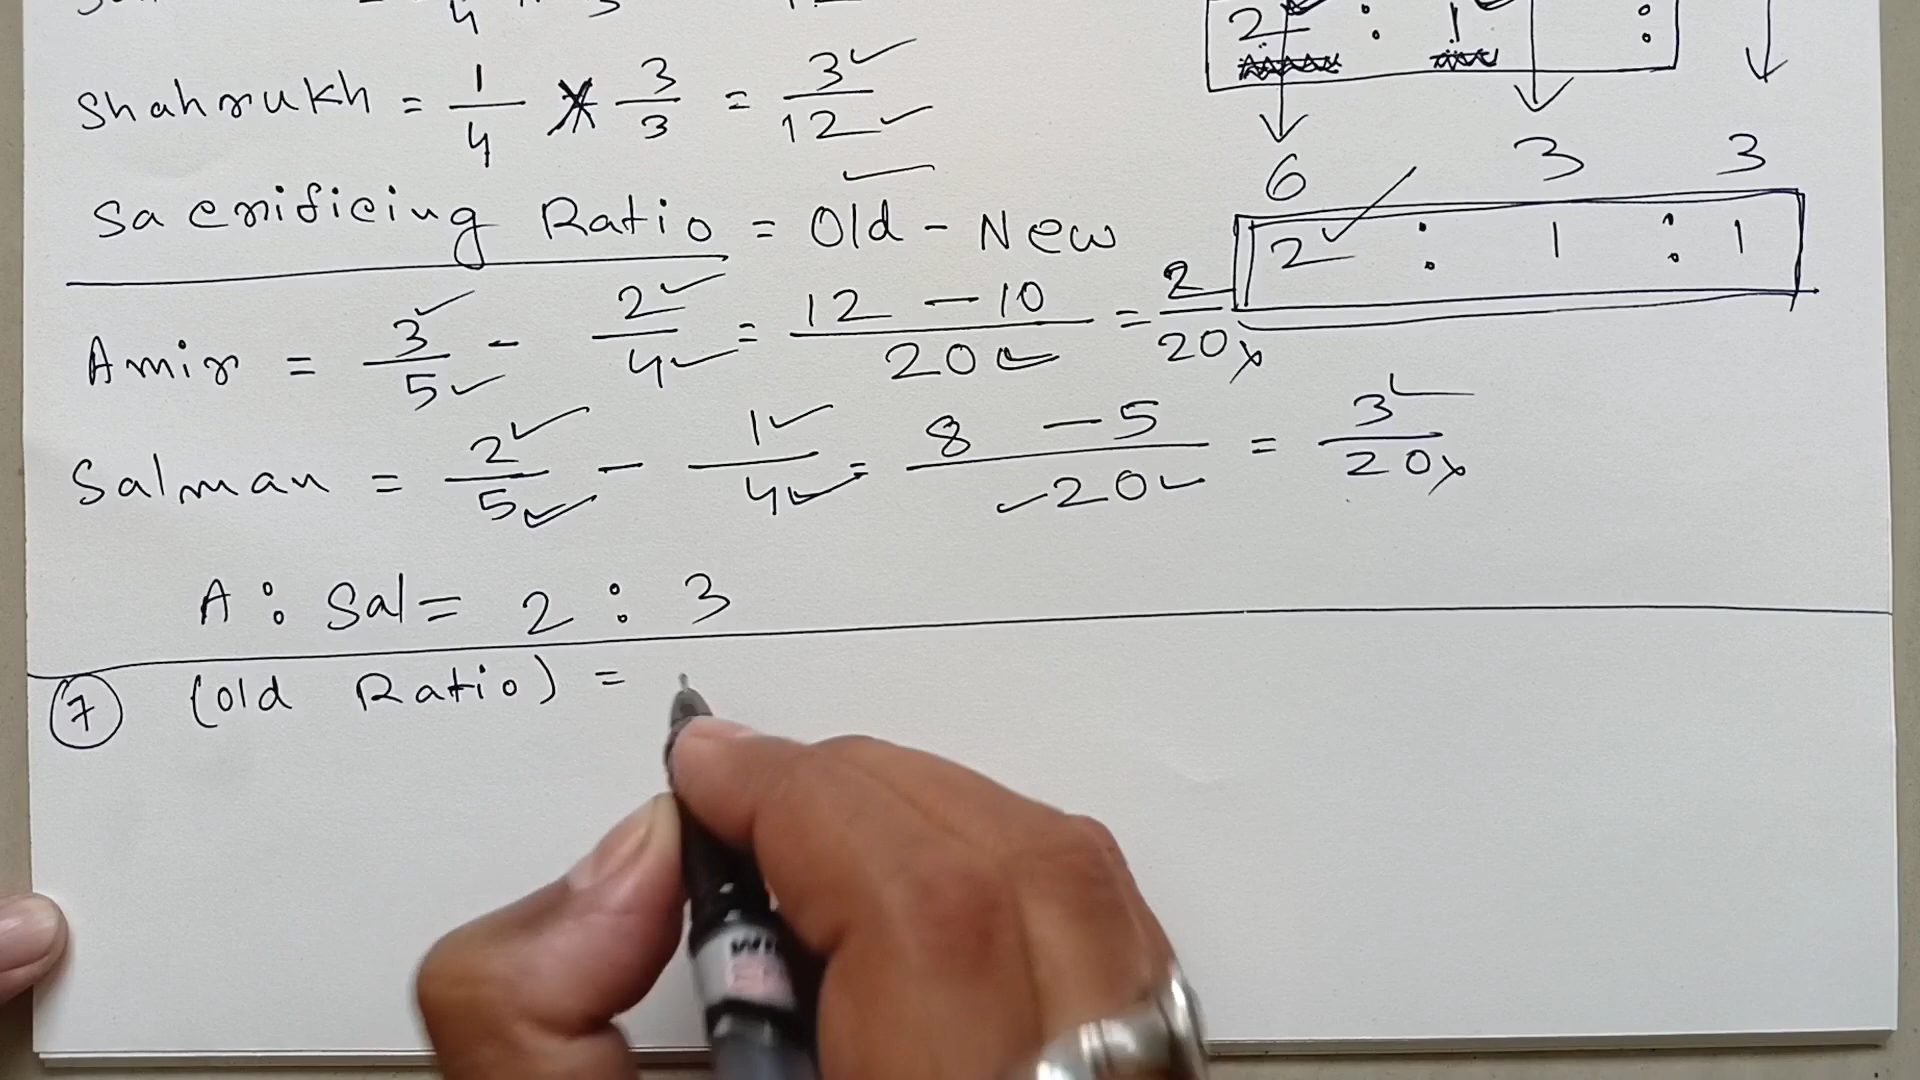 Shahrukh = 1/4 × 3/3 = 3/12
Sacrificing Ratio = Old - New
Amir = 3/5 - 2/4 = 12 - 10/20 = 2/20
Salman = 2/5 - 1/4 = 8 - 5/20 = 3/20
A : Sal = 2 : 3
7 (Old Ratio) =
2 : 1 :
6 3 3
2 : 1 : 1